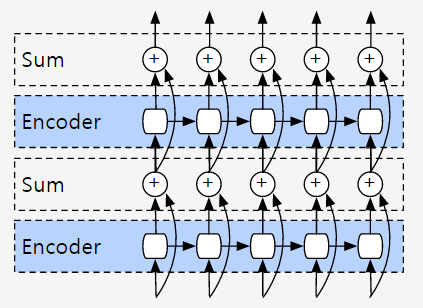 Sum + + + + +
Encoder
Sum + + + + +
Encoder